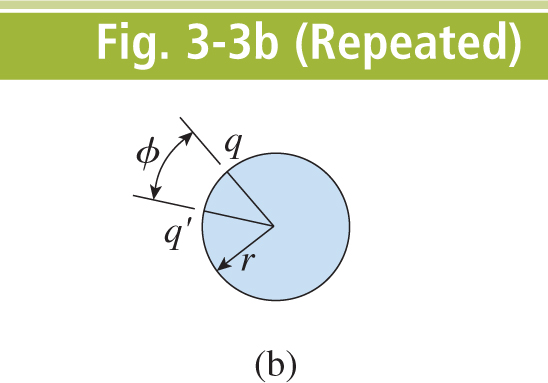 Fig. 3-3b (Repeated)
ϕ
q
q'
r
(b)